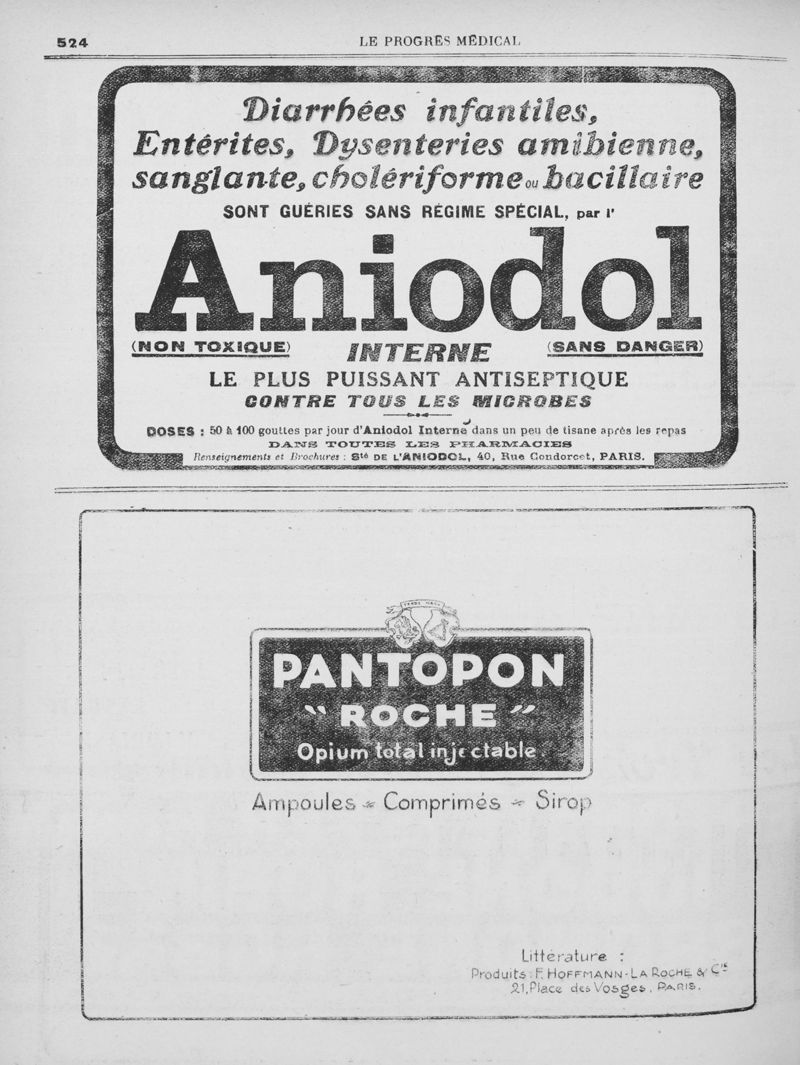 524
LE PROGRÈS MÉDICAL
Diarrhées infantiles,
Entérites, Dysenteries amibienne,
sanglante, cholériforme ou bacillaire
SONT GUÉRIES SANS RÉGIME SPÉCIAL, par l'
Aniodol
(NON TOXIQUE) INTERNE (SANS DANGER)
LE PLUS PUISSANT ANTISEPTIQUE
CONTRE TOUS LES MICROBES
DOSES : 50 à 100 gouttes par jour d'Aniodol Interne dans un peu de tisane après les repas
DANS TOUTES LES PHARMACIES
Renseignements et Brochures : Sté DE L'ANIODOL, 40, Rue Condorcet, PARIS.
TRADE MARK
PANTOPON
" ROCHE "
Opium total injectable.
Ampoules - Comprimés - Sirop
Littérature :
Produits : F. HOFFMANN-LA ROCHE & Cie
21, Place des Vosges, PARIS.